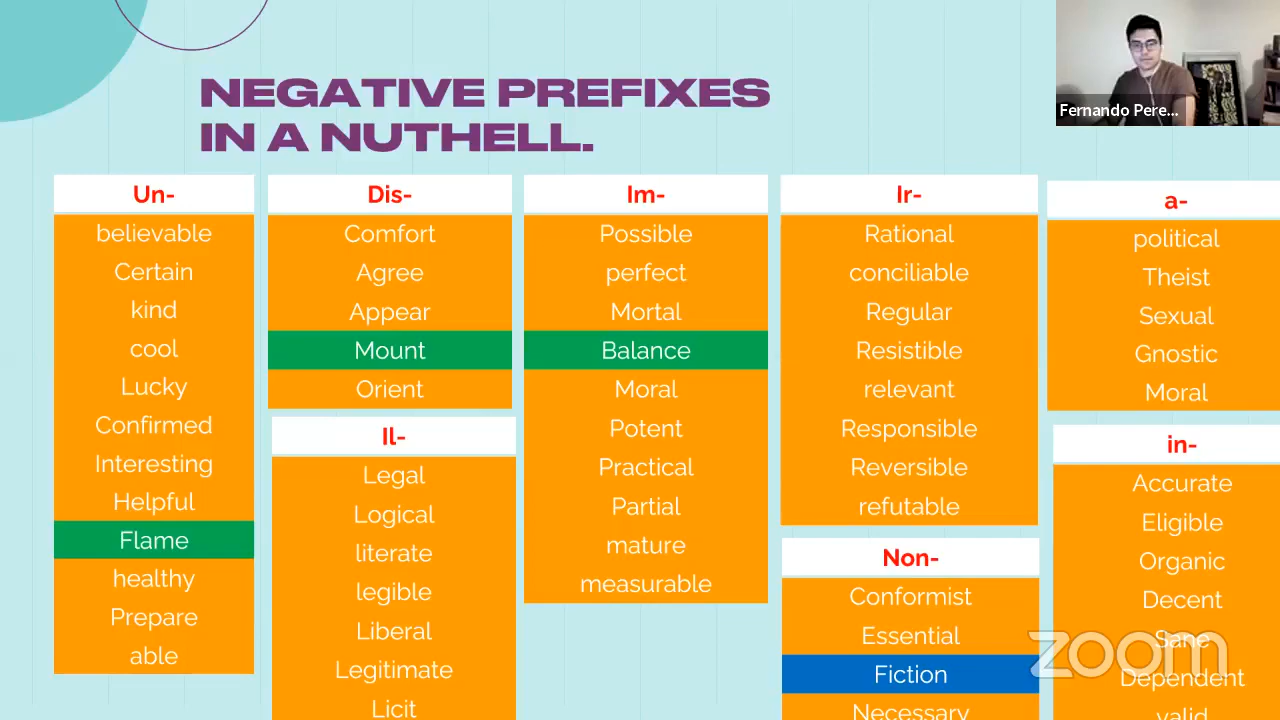 NEGATIVE PREFIXES
IN A NUTHELL.
Fernando Pere...
Un-
believable
Certain
kind
cool
Lucky
Confirmed
Interesting
Helpful
Flame
healthy
Prepare
able
Dis-
Comfort
Agree
Appear
Mount
Orient
Il-
Legal
Logical
literate
legible
Liberal
Legitimate
Licit
Im-
Possible
perfect
Mortal
Balance
Moral
Potent
Practical
Partial
mature
measurable
Ir-
Rational
conciliable
Regular
Resistible
relevant
Responsible
Reversible
refutable
Non-
Conformist
Essential
Fiction
Necessary
a-
political
Theist
Sexual
Gnostic
Moral
in-
Accurate
Eligible
Organic
Decent
Sane
Dependent
valid
zoom